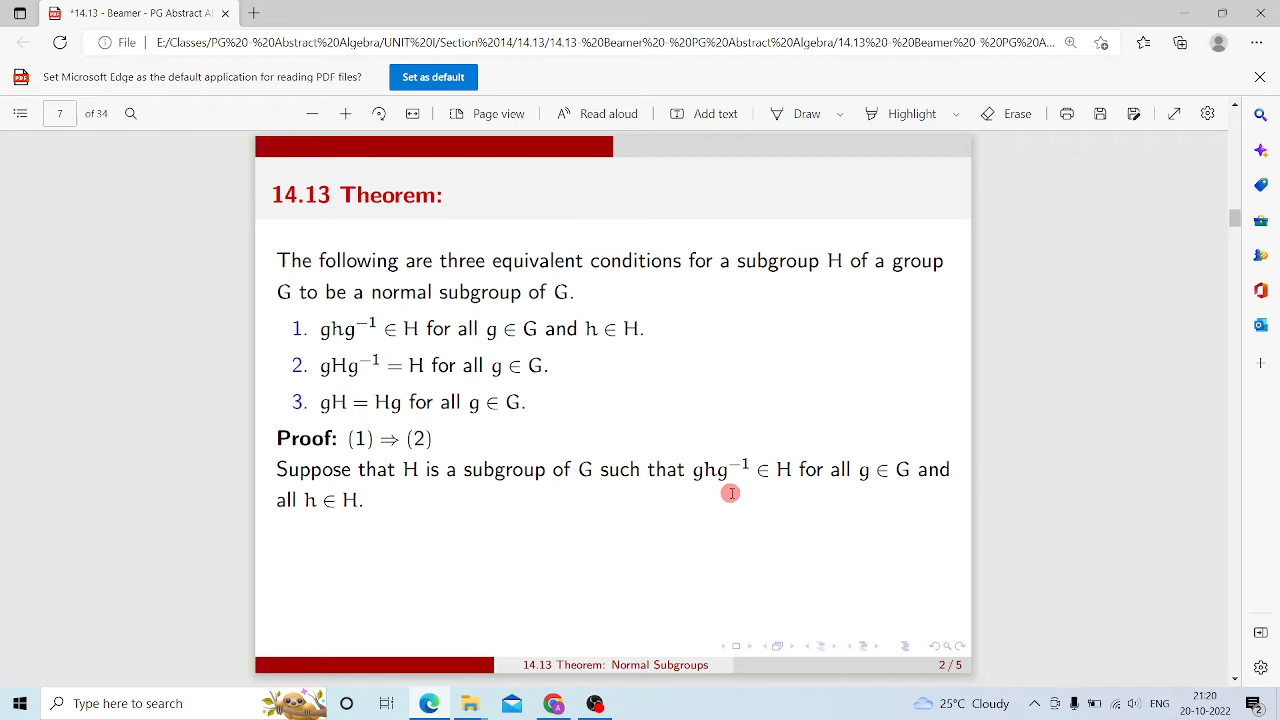 *14.13 - Beamer - PG Abstract Al
File E:/Classes/PG%20-%20Abstract%20Algebra/UNIT%20I/Section%2014/14.13/14.13-%20Beamer%20-%20PG%20Abstract%20Algebra/14.13%20-%20Beamer%20-%20PG%20A...
Set Microsoft Edge as the default application for reading PDF files? Set as default
7 of 34 Page view Read aloud Add text Draw Highlight Erase
14.13 Theorem:
The following are three equivalent conditions for a subgroup H of a group
G to be a normal subgroup of G.
1. ghg⁻¹ ∈ H for all g ∈ G and h ∈ H.
2. gHg⁻¹ = H for all g ∈ G.
3. gH = Hg for all g ∈ G.
Proof: (1) ⇒ (2)
Suppose that H is a subgroup of G such that ghg⁻¹ ∈ H for all g ∈ G and
all h ∈ H.
14.13 Theorem: Normal Subgroups 2 / 5
Type here to search 25°C Cloudy ENG 21:20
20-10-2022 2